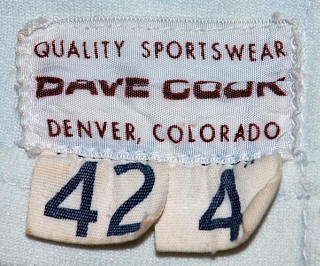 QUALITY SPORTSWEAR
DAVE COOK
DENVER, COLORADO
42 4"